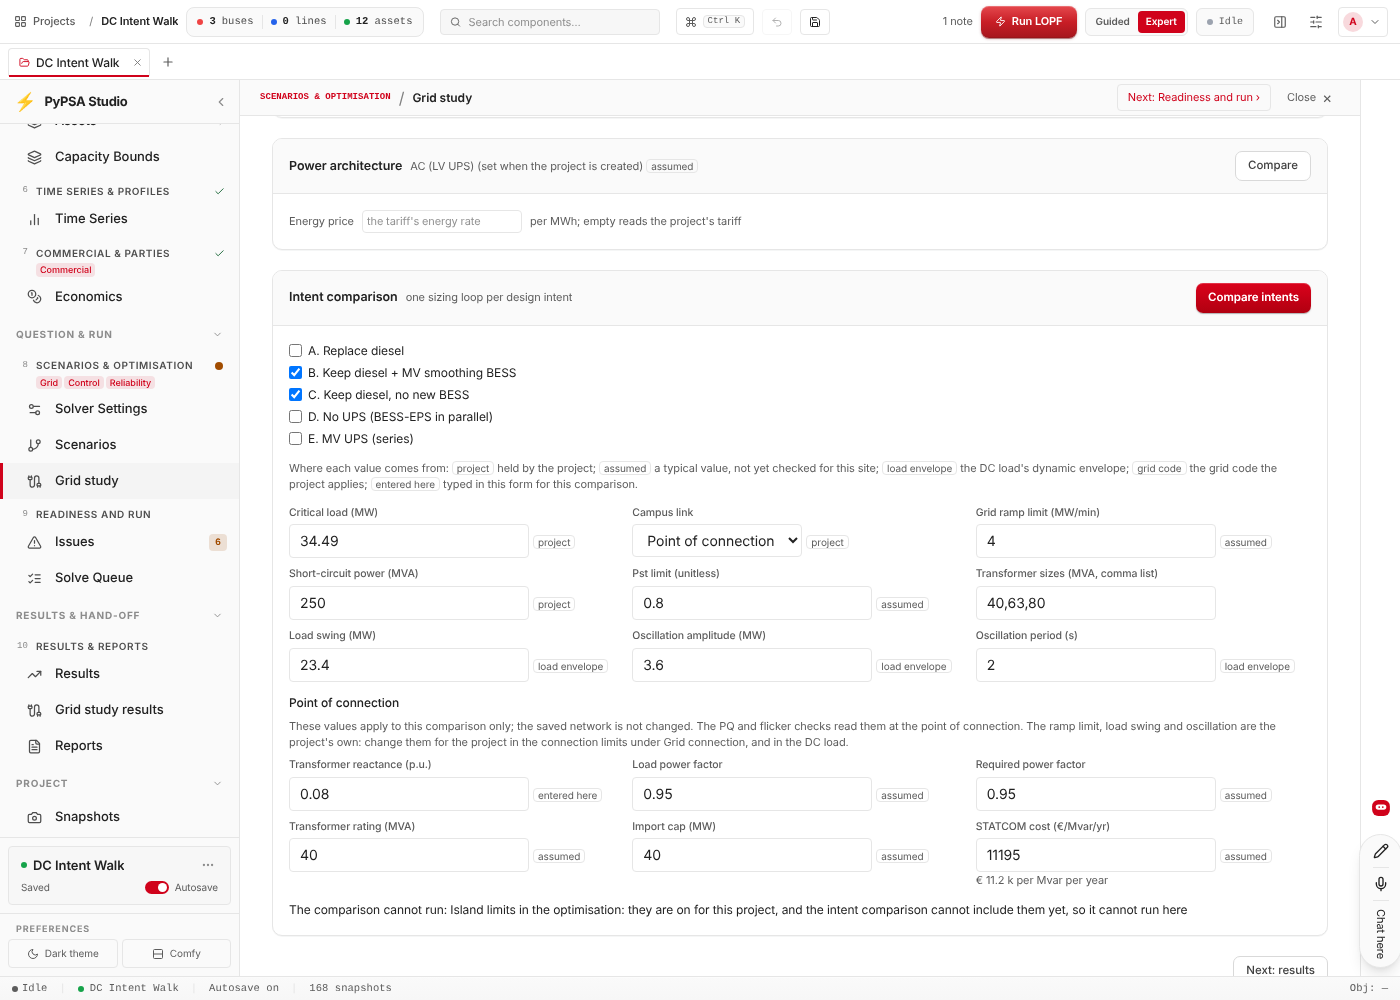 Projects / DC Intent Walk
3 buses 0 lines 12 assets
Search components...
⌘ Ctrl K
1 note
Run LOPF
Guided Expert
Idle
A
DC Intent Walk ×
+
PyPSA Studio
Capacity Bounds
6 TIME SERIES & PROFILES
Time Series
7 COMMERCIAL & PARTIES
Commercial
Economics
QUESTION & RUN
8 SCENARIOS & OPTIMISATION
Grid Control Reliability
Solver Settings
Scenarios
Grid study
9 READINESS AND RUN
Issues 6
Solve Queue
RESULTS & HAND-OFF
10 RESULTS & REPORTS
Results
Grid study results
Reports
PROJECT
Snapshots
DC Intent Walk ...
Saved Autosave
PREFERENCES
Dark theme Comfy
SCENARIOS & OPTIMISATION / Grid study
Next: Readiness and run ›
Close ×
Power architecture AC (LV UPS) (set when the project is created) assumed
Compare
Energy price the tariff's energy rate per MWh; empty reads the project's tariff
Intent comparison one sizing loop per design intent
Compare intents
A. Replace diesel
B. Keep diesel + MV smoothing BESS
C. Keep diesel, no new BESS
D. No UPS (BESS-EPS in parallel)
E. MV UPS (series)
Where each value comes from: project held by the project; assumed a typical value, not yet checked for this site; load envelope the DC load's dynamic envelope; grid code the grid code the
project applies; entered here typed in this form for this comparison.
Critical load (MW) Campus link Grid ramp limit (MW/min)
34.49 project Point of connection project 4 assumed
Short-circuit power (MVA) Pst limit (unitless) Transformer sizes (MVA, comma list)
250 project 0.8 assumed 40,63,80
Load swing (MW) Oscillation amplitude (MW) Oscillation period (s)
23.4 load envelope 3.6 load envelope 2 load envelope
Point of connection
These values apply to this comparison only; the saved network is not changed. The PQ and flicker checks read them at the point of connection. The ramp limit, load swing and oscillation are the
project's own: change them for the project in the connection limits under Grid connection, and in the DC load.
Transformer reactance (p.u.) Load power factor Required power factor
0.08 entered here 0.95 assumed 0.95 assumed
Transformer rating (MVA) Import cap (MW) STATCOM cost (€/Mvar/yr)
40 assumed 40 assumed 11195 assumed
€ 11.2 k per Mvar per year
The comparison cannot run: Island limits in the optimisation: they are on for this project, and the intent comparison cannot include them yet, so it cannot run here
Next: results
Chat here
Idle DC Intent Walk Autosave on 168 snapshots
Obj: —